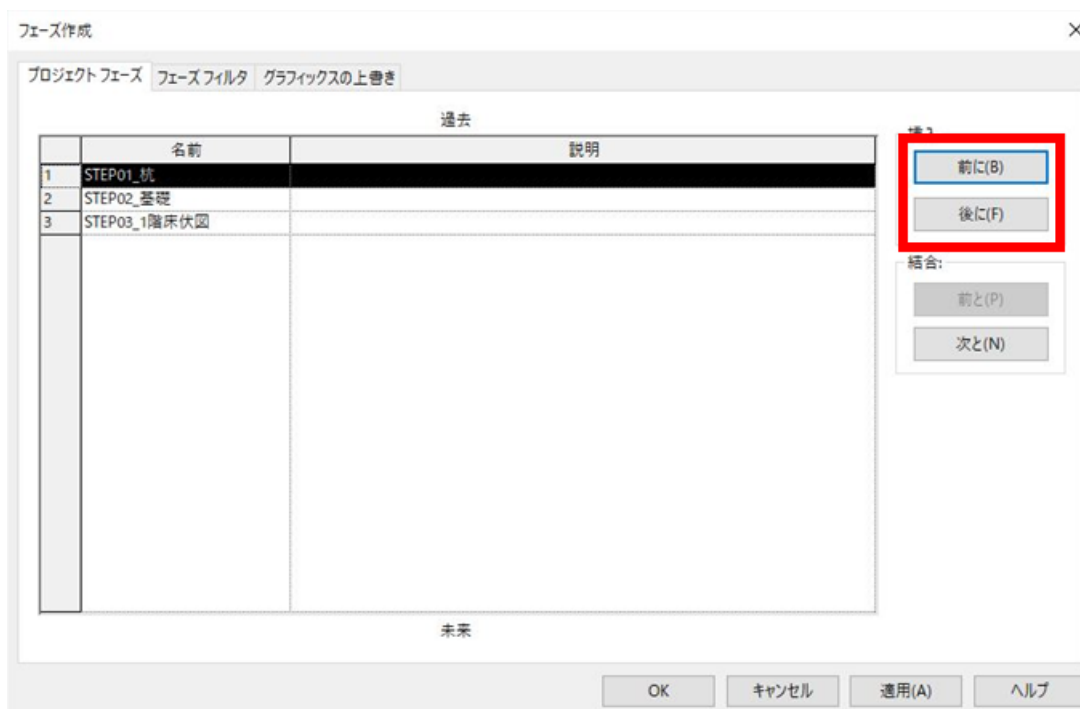 フェーズ作成
プロジェクト フェーズ フェーズ フィルタ グラフィックスの上書き
過去
名前 説明
1 STEP01_杭
2 STEP02_基礎
3 STEP03_1階床伏図
未来
前に(B)
後に(F)
結合:
前と(P)
次と(N)
OK キャンセル 適用(A) ヘルプ